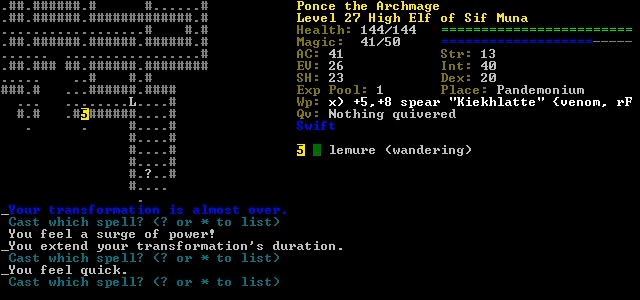 Ponce the Archmage
Level 27 High Elf of Sif Muna
Health: 144/144
Magic: 41/50
AC: 41 Str: 13
EV: 26 Int: 40
SH: 23 Dex: 20
Exp Pool: 1 Place: Pandemonium
Wp: x) +5,+8 spear "Kiekhlatte" {venom, rF
Qv: Nothing quivered
Swift
5 lemure (wandering)
_Your transformation is almost over.
Cast which spell? (? or * to list)
You feel a surge of power!
_You extend your transformation's duration.
Cast which spell? (? or * to list)
_You feel quick.
Cast which spell? (? or * to list)